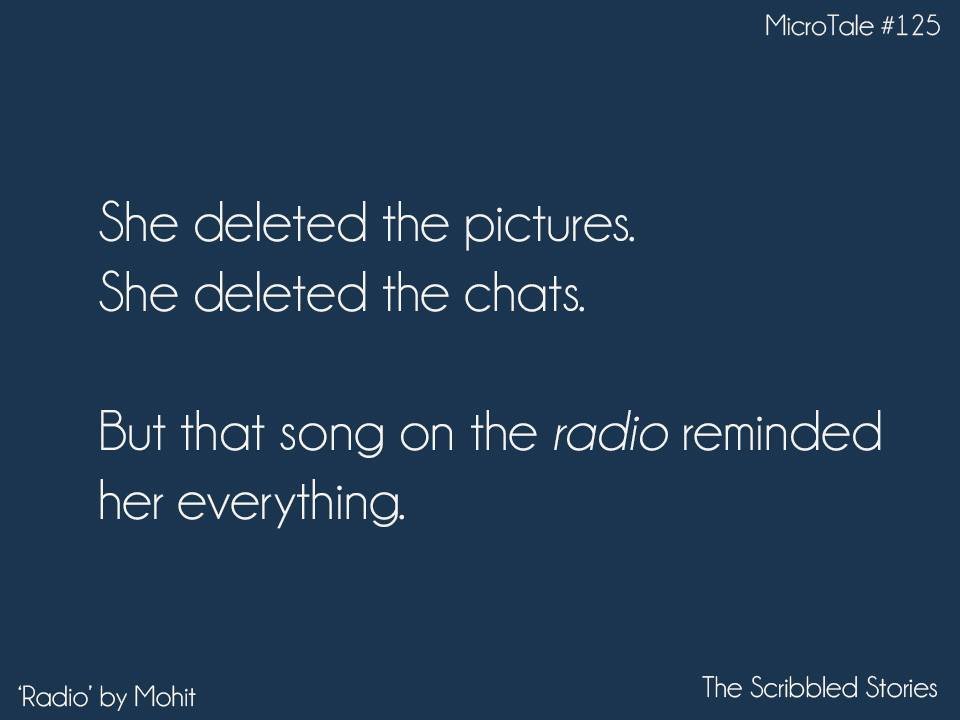 MicroTale #125
She deleted the pictures.
She deleted the chats.
But that song on the radio reminded
her everything.
‘Radio’ by Mohit
The Scribbled Stories